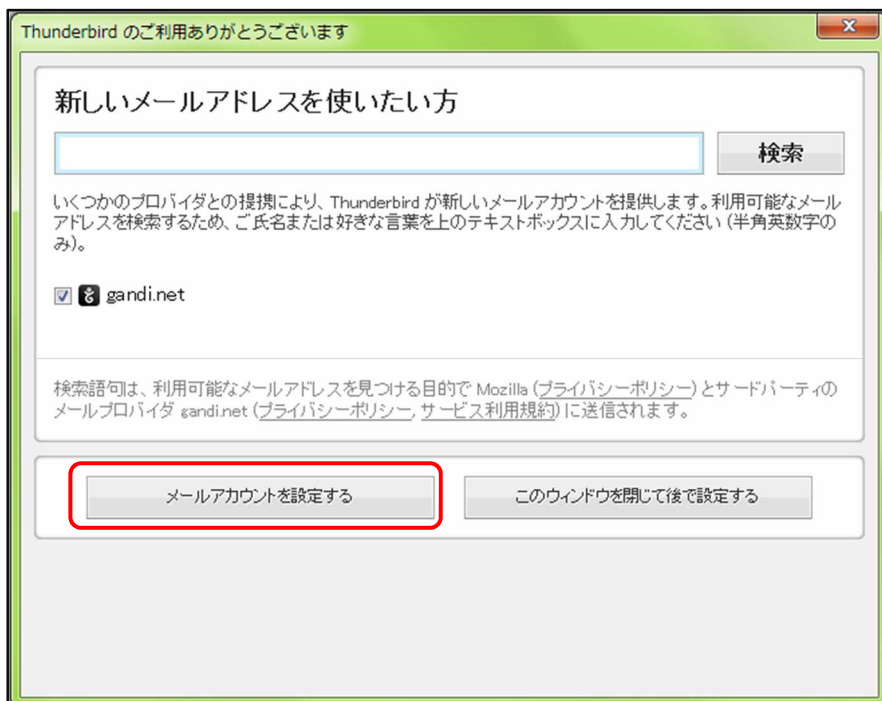 Thunderbird のご利用ありがとうございます
新しいメールアドレスを使いたい方
検索
いくつかのプロバイダとの提携により、Thunderbird が新しいメールアカウントを提供します。利用可能なメール
アドレスを検索するため、ご氏名または好きな言葉を上のテキストボックスに入力してください (半角英数字の
み)。
gandi.net
検索語句は、利用可能なメールアドレスを見つける目的で Mozilla (プライバシーポリシー) とサードパーティの
メールプロバイダ gandi.net (プライバシーポリシー, サービス利用規約) に送信されます。
メールアカウントを設定する
このウィンドウを閉じて後で設定する